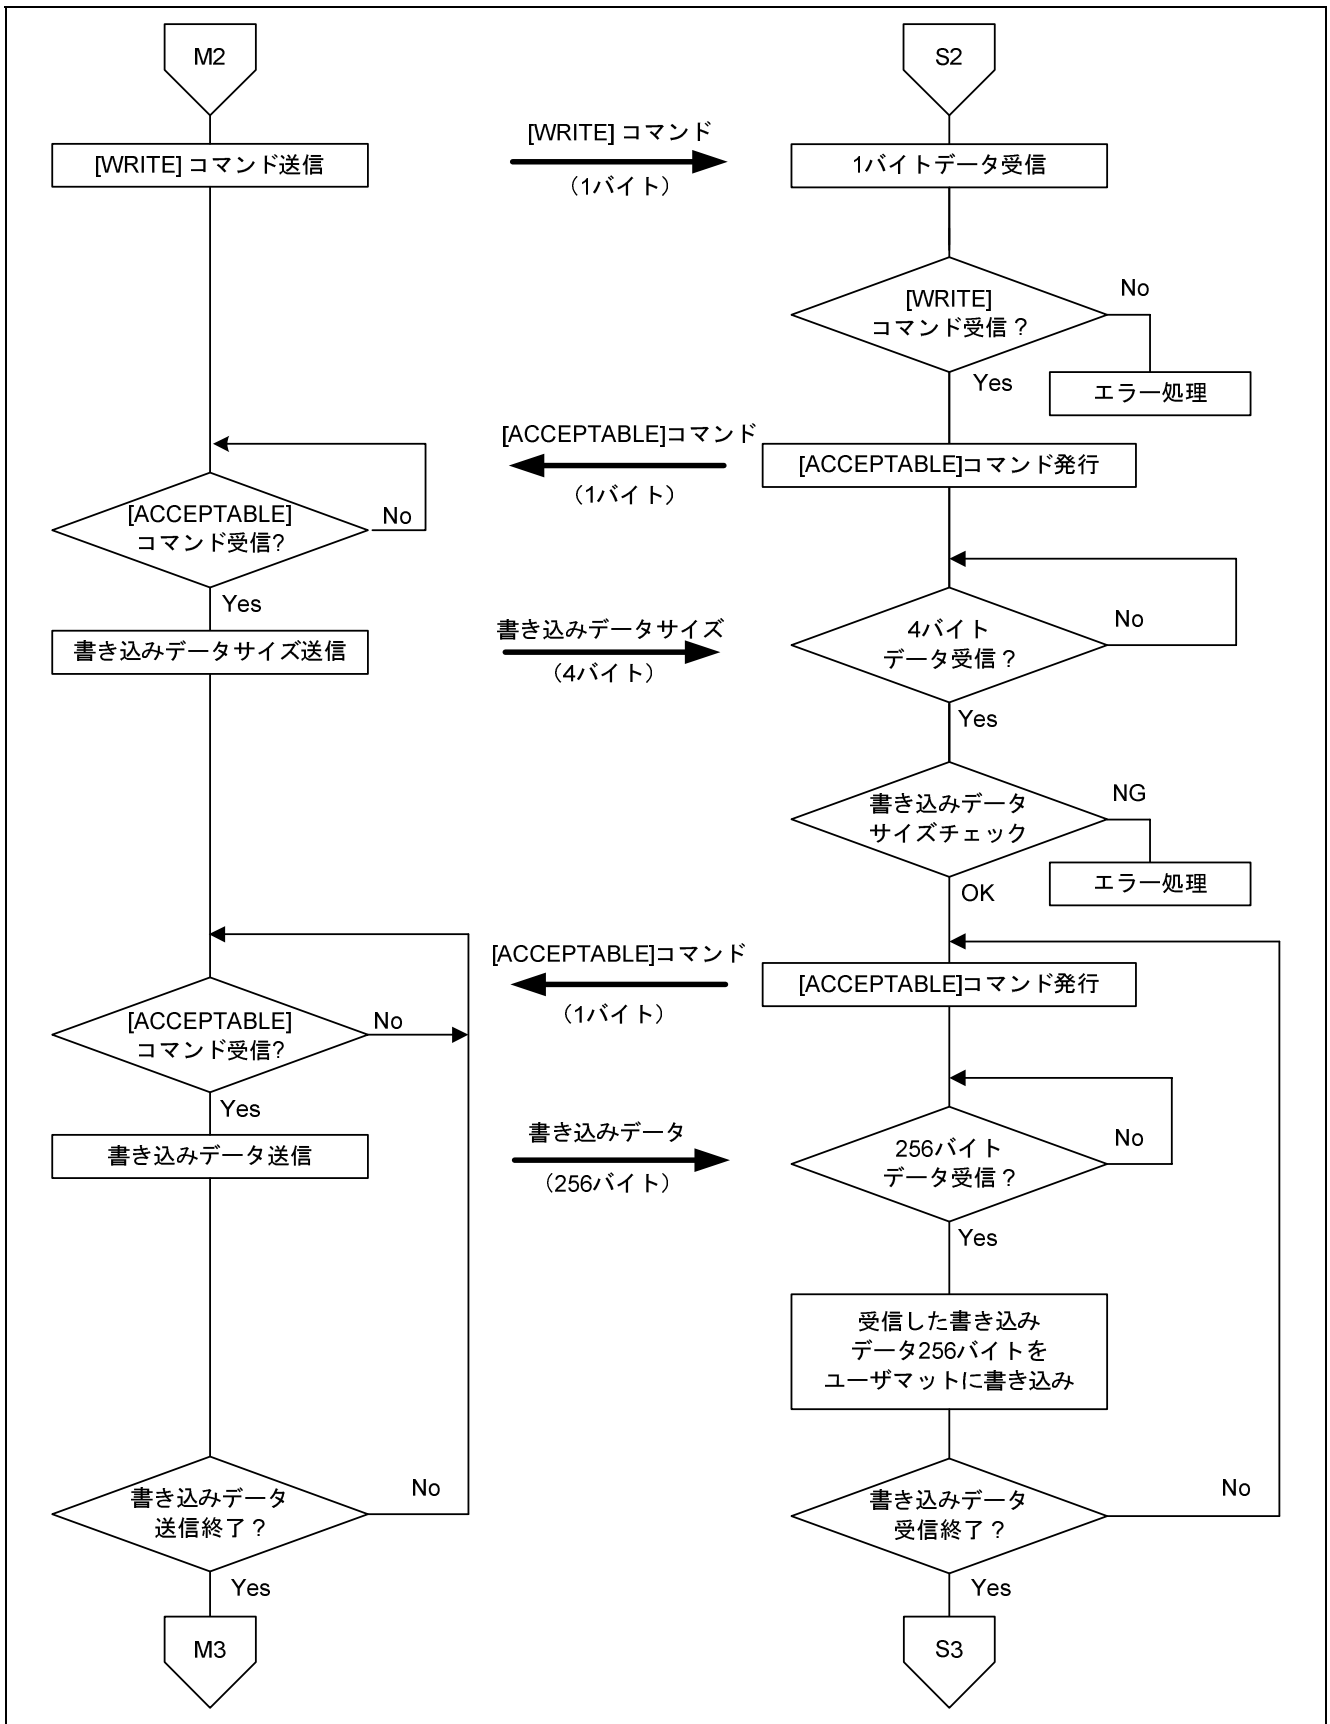 M2
S2
[WRITE] コマンド送信
[WRITE] コマンド
（1バイト）
1バイトデータ受信
[WRITE]
コマンド受信？
No
Yes
エラー処理
[ACCEPTABLE]コマンド
（1バイト）
[ACCEPTABLE]コマンド発行
[ACCEPTABLE]
コマンド受信?
No
Yes
書き込みデータサイズ送信
書き込みデータサイズ
（4バイト）
4バイト
データ受信？
No
Yes
書き込みデータ
サイズチェック
NG
OK
エラー処理
[ACCEPTABLE]コマンド
（1バイト）
[ACCEPTABLE]コマンド発行
[ACCEPTABLE]
コマンド受信?
No
Yes
書き込みデータ送信
書き込みデータ
（256バイト）
256バイト
データ受信？
No
Yes
受信した書き込み
データ256バイトを
ユーザマットに書き込み
書き込みデータ
送信終了？
No
Yes
書き込みデータ
受信終了？
No
Yes
M3
S3